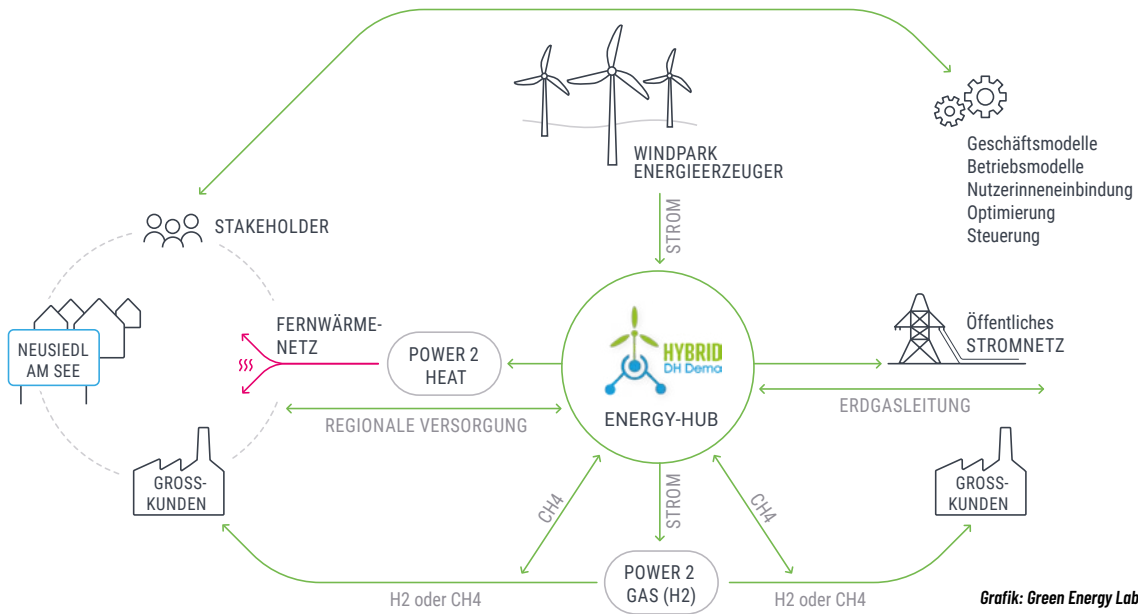 WINDPARK
ENERGIEERZEUGER
Geschäftsmodelle
Betriebsmodelle
Nutzerinneneinbindung
Optimierung
Steuerung
STAKEHOLDER
STROM
NEUSIEDL
AM SEE
FERNWÄRME-
NETZ
POWER 2
HEAT
HYBRID
DH Demo
ENERGY-HUB
Öffentliches
STROMNETZ
REGIONALE VERSORGUNG
ERDGASLEITUNG
GROSS-
KUNDEN
CH4
STROM
CH4
GROSS-
KUNDEN
POWER 2
GAS (H2)
H2 oder CH4
H2 oder CH4
Grafik: Green Energy Lab